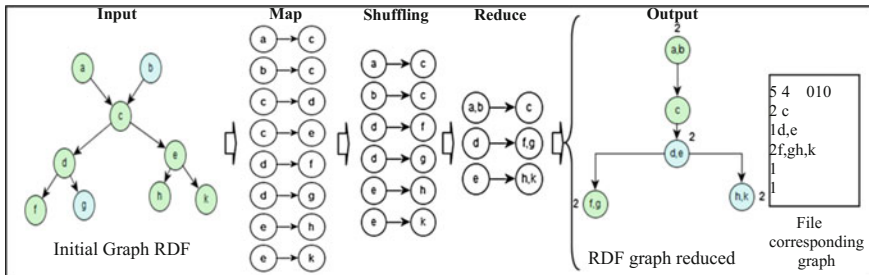 Input Map Shuffling Reduce Output
a
b
c
d
e
f
g
h
k
Initial Graph RDF
a c
b c
c d
c e
d f
d g
e h
e k
a c
b c
d f
d g
e h
e k
a,b c
d f,g
e h,k
2
a,b
c
d,e 2
2 f,g
h,k 2
RDF graph reduced
5 4 010
2 c
1d,e
2f,gh,k
1
1
File
corresponding
graph